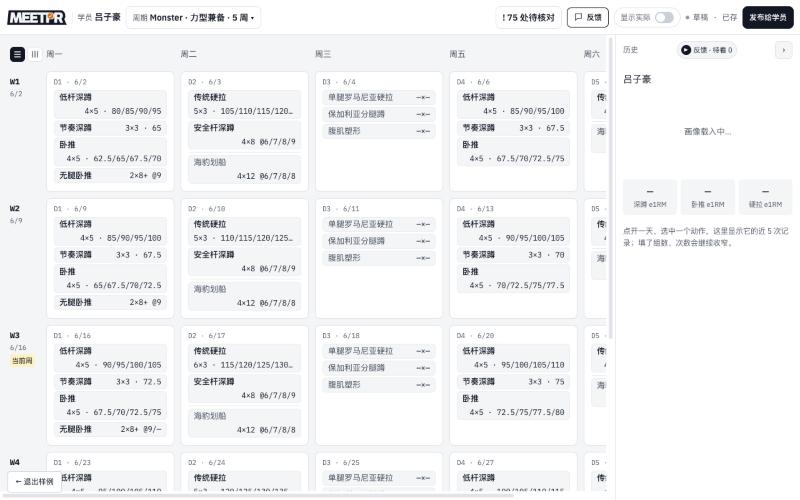 MEETPR 学员 吕子豪 周期 Monster · 力型兼备 · 5 周 ▾ ! 75 处待核对 反馈 显示实际 草稿 · 已存 发布给学员
周一 周二 周三 周五 周六
历史 反馈 · 待看 0 ›
吕子豪
画像载入中…
— — —
深蹲 e1RM 卧推 e1RM 硬拉 e1RM
点开一天、选中一个动作，这里显示它的近 5 次记
录；填了组数、次数会继续收窄。
W1
6/2
D1 · 6/2
低杆深蹲
4×5 · 80/85/90/95
节奏深蹲 3×3 · 65
卧推
4×5 · 62.5/65/67.5/70
无腿卧推 2×8+ @9
D2 · 6/3
传统硬拉
5×3 · 105/110/115/120…
安全杆深蹲
4×8 @6/7/8/9
海豹划船
4×12 @6/7/8/8
D3 · 6/4
单腿罗马尼亚硬拉 —×—
保加利亚分腿蹲 —×—
腹肌塑形 —×—
D4 · 6/6
低杆深蹲
4×5 · 85/90/95/100
节奏深蹲 3×3 · 67.5
卧推
4×5 · 67.5/70/72.5/75
D5 ·
W2
6/9
D1 · 6/9
低杆深蹲
4×5 · 85/90/95/100
节奏深蹲 3×3 · 67.5
卧推
4×5 · 65/67.5/70/72.5
无腿卧推 2×8+ @9
D2 · 6/10
传统硬拉
5×3 · 110/115/120/125…
安全杆深蹲
4×8 @6/7/8/9
海豹划船
4×12 @6/7/8/8
D3 · 6/11
单腿罗马尼亚硬拉 —×—
保加利亚分腿蹲 —×—
腹肌塑形 —×—
D4 · 6/13
低杆深蹲
4×5 · 90/95/100/105
节奏深蹲 3×3 · 70
卧推
4×5 · 70/72.5/75/77.5
D5 ·
W3
6/16
当前周
D1 · 6/16
低杆深蹲
4×5 · 90/95/100/105
节奏深蹲 3×3 · 72.5
卧推
4×5 · 67.5/70/72.5/75
无腿卧推 2×8+ @9/—
D2 · 6/17
传统硬拉
6×3 · 115/120/125/130…
安全杆深蹲
4×8 @6/7/8/9
海豹划船
4×12 @6/7/8/8
D3 · 6/18
单腿罗马尼亚硬拉 —×—
保加利亚分腿蹲 —×—
腹肌塑形 —×—
D4 · 6/20
低杆深蹲
4×5 · 95/100/105/110
节奏深蹲 3×3 · 75
卧推
4×5 · 72.5/75/77.5/80
D5 ·
W4
← 退出样例
D1 · 6/23
低杆深蹲
D2 · 6/24
传统硬拉
D3 · 6/25
单腿罗马尼亚硬拉 —×—
D4 · 6/27
低杆深蹲
D5 ·